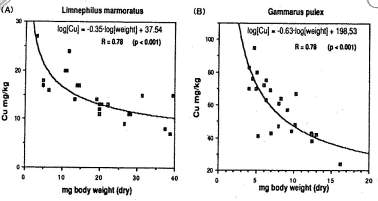 (A)
Limnephilus marmoratus
log[Cu] = -0.35·log[weight] + 37.54
R = 0.78 (p < 0.001)
Cu mg/kg
30
20
10
0
0 10 20 30 40
mg body weight (dry)
(B)
Gammarus pulex
log[Cu] = -0.63·log[weight] + 198,53
R = 0.78 (p < 0.001)
Cu mg/kg
100
80
60
40
20
0 5 10 15 20
mg body weight (dry)